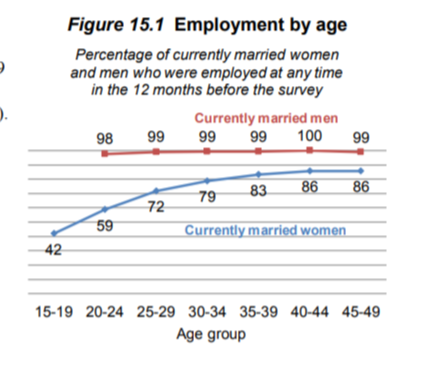 Figure 15.1 Employment by age
Percentage of currently married women
and men who were employed at any time
in the 12 months before the survey
).
Currently married men
98 99 99 99 100 99
42 59 72 79 83 86 86
Currently married women
15-19 20-24 25-29 30-34 35-39 40-44 45-49
Age group